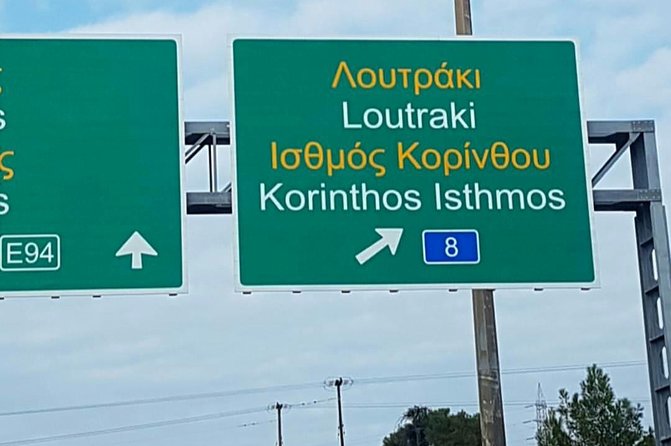 E94
Λουτράκι
Loutraki
Ισθμός Κορίνθου
Korinthos Isthmos
8